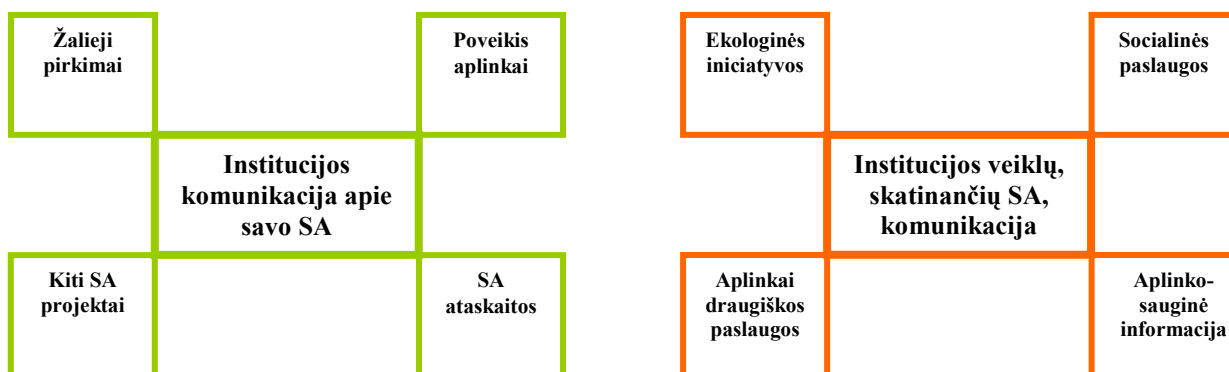 Žalieji
pirkimai
Poveikis
aplinkai
Institucijos
komunikacija apie
savo SA
Kiti SA
projektai
SA
ataskaitos
Ekologinės
iniciatyvos
Socialinės
paslaugos
Institucijos veiklų,
skatinančių SA,
komunikacija
Aplinkai
draugiškos
paslaugos
Aplinko-
sauginė
informacija